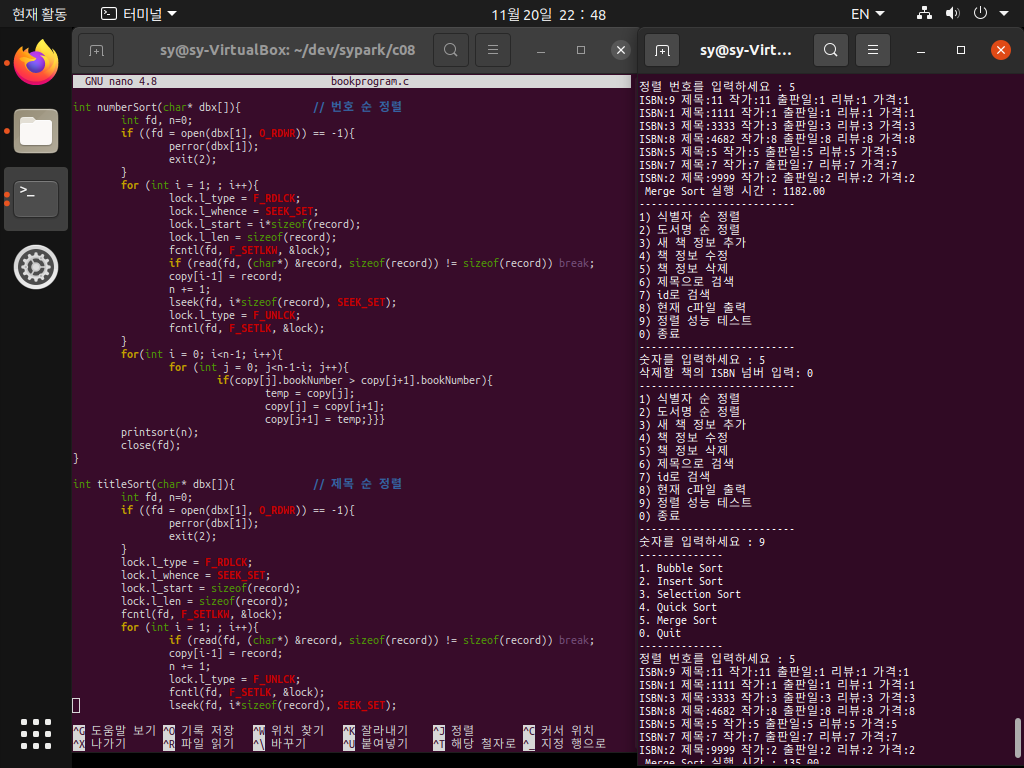 현재 활동
터미널
11월 20일 22 : 48
EN
sy@sy-VirtualBox: ~/dev/sypark/c08
GNU nano 4.8 bookprogram.c
int numberSort(char* dbx[]){ // 번호 순 정렬
int fd, n=0;
if ((fd = open(dbx[1], O_RDWR)) == -1){
perror(dbx[1]);
exit(2);
}
for (int i = 1; ; i++){
lock.l_type = F_RDLCK;
lock.l_whence = SEEK_SET;
lock.l_start = i*sizeof(record);
lock.l_len = sizeof(record);
fcntl(fd, F_SETLKW, &lock);
if (read(fd, (char*) &record, sizeof(record)) != sizeof(record)) break;
copy[i-1] = record;
n += 1;
lseek(fd, i*sizeof(record), SEEK_SET);
lock.l_type = F_UNLCK;
fcntl(fd, F_SETLK, &lock);
}
for(int i = 0; i<n-1; i++){
for (int j = 0; j<n-1-i; j++){
if(copy[j].bookNumber > copy[j+1].bookNumber){
temp = copy[j];
copy[j] = copy[j+1];
copy[j+1] = temp;}}}
printsort(n);
close(fd);
}
int titleSort(char* dbx[]){ // 제목 순 정렬
int fd, n=0;
if ((fd = open(dbx[1], O_RDWR)) == -1){
perror(dbx[1]);
exit(2);
}
lock.l_type = F_RDLCK;
lock.l_whence = SEEK_SET;
lock.l_start = sizeof(record);
lock.l_len = sizeof(record);
fcntl(fd, F_SETLKW, &lock);
for (int i = 1; ; i++){
if (read(fd, (char*) &record, sizeof(record)) != sizeof(record)) break;
copy[i-1] = record;
n += 1;
lock.l_type = F_UNLCK;
fcntl(fd, F_SETLK, &lock);
lseek(fd, i*sizeof(record), SEEK_SET);
^G 도움말 보기 ^O 기록 저장 ^W 위치 찾기 ^K 잘라내기 ^J 정렬 ^C 커서 위치
^X 나가기 ^R 파일 읽기 ^\ 바꾸기 ^U 붙여넣기 ^T 해당 철자로 ^_ 지정 행으로
sy@sy-Virt...
정렬 번호를 입력하세요 : 5
ISBN:9 제목:11 작가:11 출판일:1 리뷰:1 가격:1
ISBN:1 제목:1111 작가:1 출판일:1 리뷰:1 가격:1
ISBN:3 제목:3333 작가:3 출판일:3 리뷰:3 가격:3
ISBN:8 제목:4682 작가:8 출판일:8 리뷰:8 가격:8
ISBN:5 제목:5 작가:5 출판일:5 리뷰:5 가격:5
ISBN:7 제목:7 작가:7 출판일:7 리뷰:7 가격:7
ISBN:2 제목:9999 작가:2 출판일:2 리뷰:2 가격:2
Merge Sort 실행 시간 : 1182.00
--------------------------
1) 식별자 순 정렬
2) 도서명 순 정렬
3) 새 책 정보 추가
4) 책 정보 수정
5) 책 정보 삭제
6) 제목으로 검색
7) id로 검색
8) 현재 c파일 출력
9) 정렬 성능 테스트
0) 종료
--------------------------
숫자를 입력하세요 : 5
삭제할 책의 ISBN 넘버 입력: 0
--------------------------
1) 식별자 순 정렬
2) 도서명 순 정렬
3) 새 책 정보 추가
4) 책 정보 수정
5) 책 정보 삭제
6) 제목으로 검색
7) id로 검색
8) 현재 c파일 출력
9) 정렬 성능 테스트
0) 종료
--------------------------
숫자를 입력하세요 : 9
--------------
1. Bubble Sort
2. Insert Sort
3. Selection Sort
4. Quick Sort
5. Merge Sort
0. Quit
--------------
정렬 번호를 입력하세요 : 5
ISBN:9 제목:11 작가:11 출판일:1 리뷰:1 가격:1
ISBN:1 제목:1111 작가:1 출판일:1 리뷰:1 가격:1
ISBN:3 제목:3333 작가:3 출판일:3 리뷰:3 가격:3
ISBN:8 제목:4682 작가:8 출판일:8 리뷰:8 가격:8
ISBN:5 제목:5 작가:5 출판일:5 리뷰:5 가격:5
ISBN:7 제목:7 작가:7 출판일:7 리뷰:7 가격:7
ISBN:2 제목:9999 작가:2 출판일:2 리뷰:2 가격:2
Merge Sort 실행 시간 : 135.00